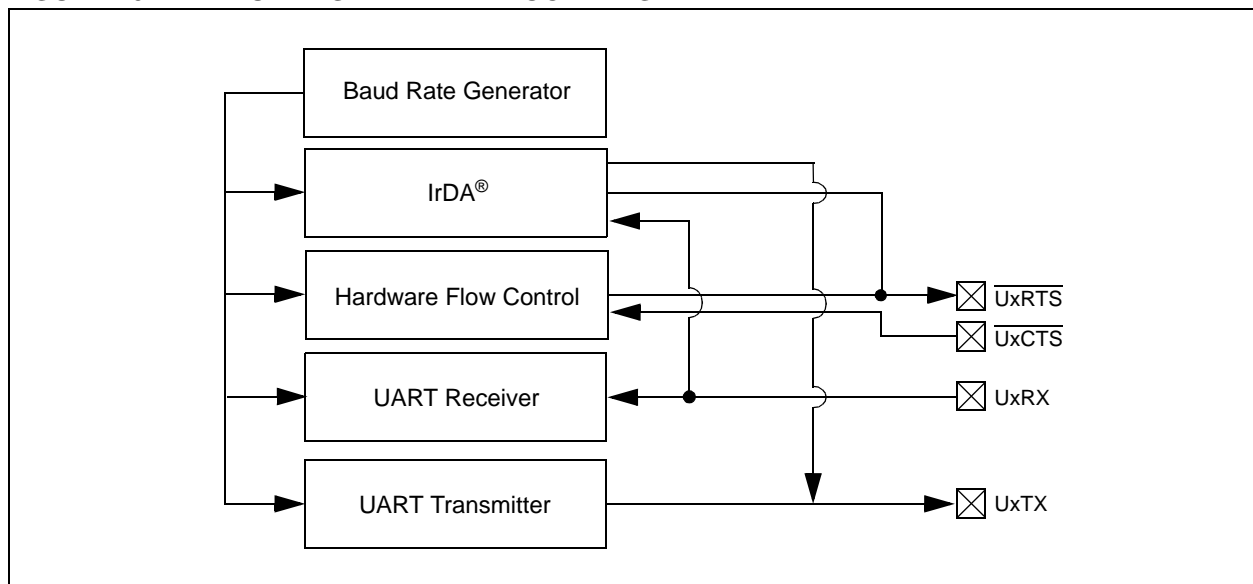 Baud Rate Generator
IrDA®
Hardware Flow Control
UxRTS
UxCTS
UART Receiver
UxRX
UART Transmitter
UxTX